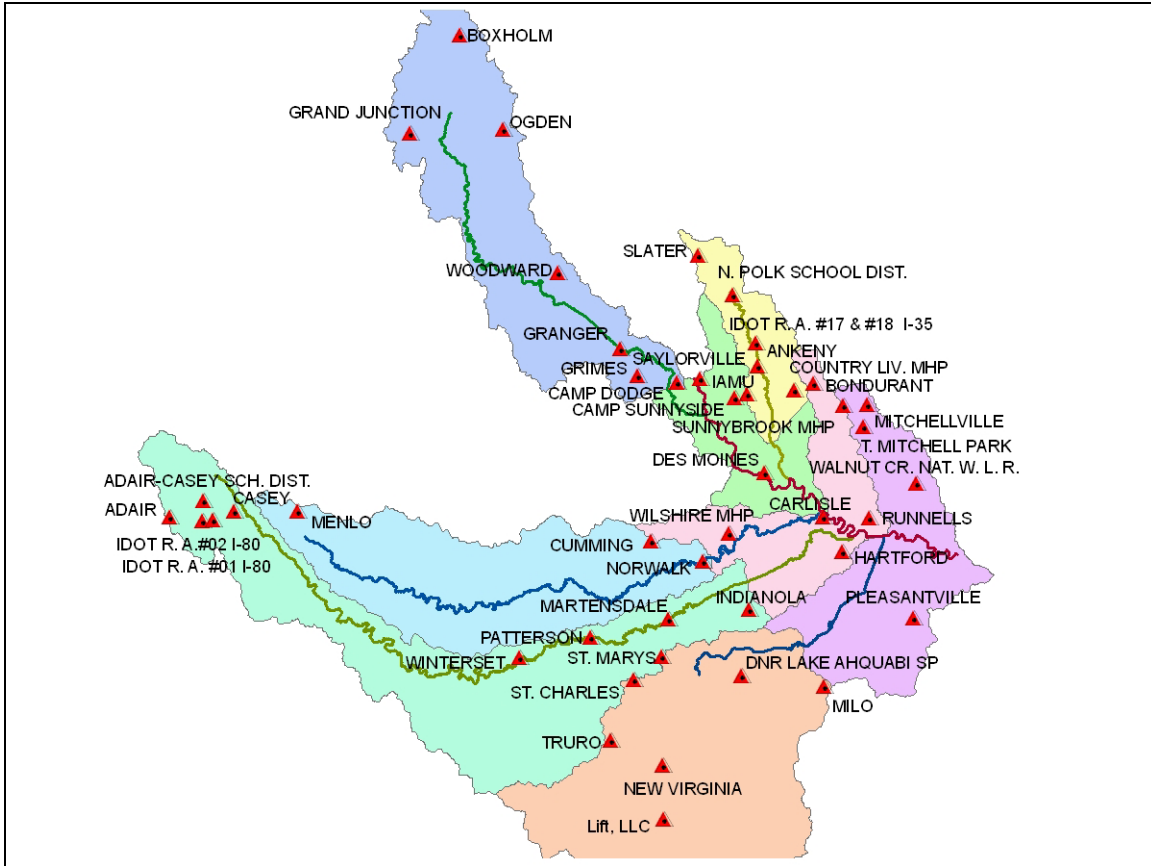 BOXHOLM
GRAND JUNCTION
OGDEN
SLATER
WOODWARD
N. POLK SCHOOL DIST.
IDOT R. A. #17 & #18  I-35
GRANGER
SAYLORVILLE
ANKENY
GRIMES
COUNTRY LIV. MHP
IAMU
BONDURANT
CAMP DODGE
CAMP SUNNYSIDE
SUNNYBROOK MHP
MITCHELLVILLE
T. MITCHELL PARK
DES MOINES
WALNUT CR. NAT. W. L. R.
ADAIR-CASEY SCH. DIST.
CASEY
ADAIR
MENLO
WILSHIRE MHP
CARLISLE
RUNNELLS
IDOT R. A.#02 I-80
CUMMING
IDOT R. A. #01 I-80
NORWALK
HARTFORD
MARTENSDALE
INDIANOLA
PLEASANTVILLE
PATTERSON
WINTERSET
ST. MARYS
DNR LAKE AHQUABI SP
ST. CHARLES
MILO
TRURO
NEW VIRGINIA
Lift, LLC